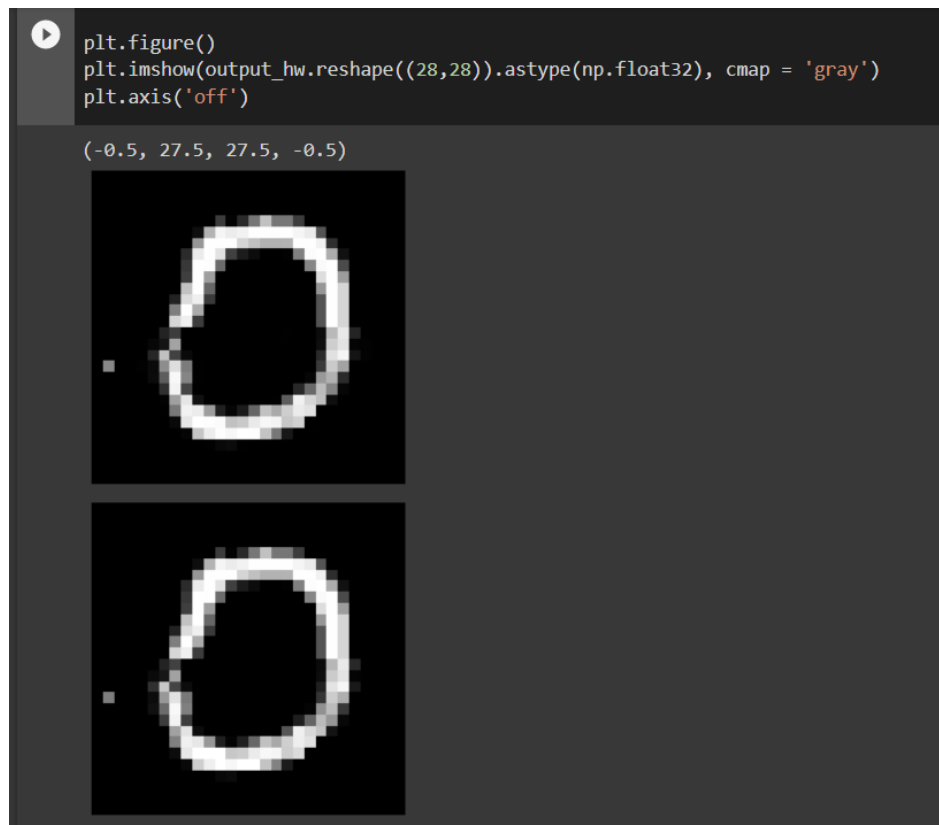 plt.figure()
plt.imshow(output_hw.reshape((28,28)).astype(np.float32), cmap = 'gray')
plt.axis('off')
(-0.5, 27.5, 27.5, -0.5)